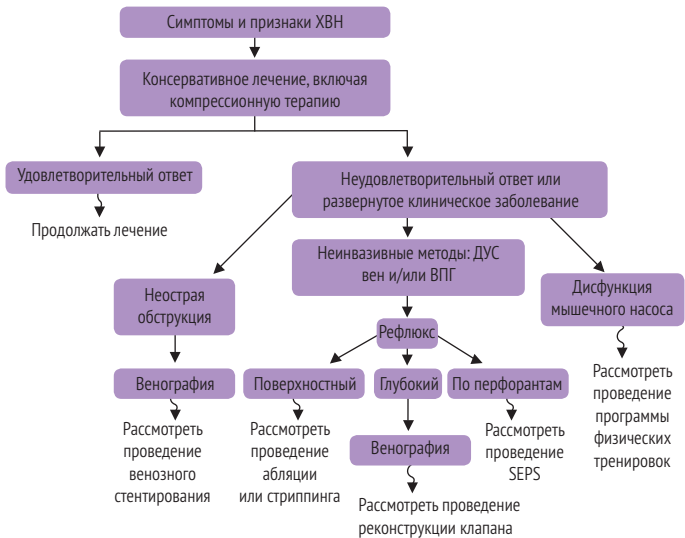 Симптомы и признаки ХВН
Консервативное лечение, включая
компрессионную терапию
Удовлетворительный ответ
Продолжать лечение
Неудовлетворительный ответ или
развернутое клиническое заболевание
Неинвазивные методы: ДУС
вен и/или ВПГ
Неострая
обструкция
Дисфункция
мышечного насоса
Рефлюкс
Венография
Поверхностный
Глубокий
По перфорантам
Рассмотреть
проведение
венозного
стентирования
Рассмотреть
проведение
абляции
или стриппинга
Венография
Рассмотреть проведение
реконструкции клапана
Рассмотреть
проведение
SEPS
Рассмотреть
проведение
программы
физических
тренировок